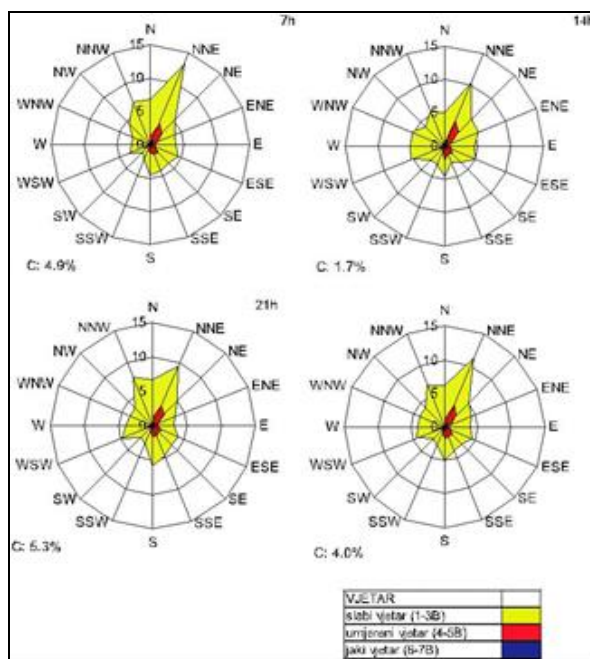 7h
N
NNW NNE
NW NE
WNW ENE
W E
WSW ESE
SW SE
SSW SSE
S
15
10
5
0
C: 4.9%
14h
N
NNW NNE
NW NE
WNW ENE
W E
WSW ESE
SW SE
SSW SSE
S
15
10
5
0
C: 1.7%
21h
N
NNW NNE
NW NE
WNW ENE
W E
WSW ESE
SW SE
SSW SSE
S
15
10
5
0
C: 5.3%
N
NNW NNE
NW NE
WNW ENE
W E
WSW ESE
SW SE
SSW SSE
S
15
10
5
0
C: 4.0%
VJETAR
slabi vjetar (1-3B)
umjereni vjetar (4-5B)
jaki vjetar (6-7B)